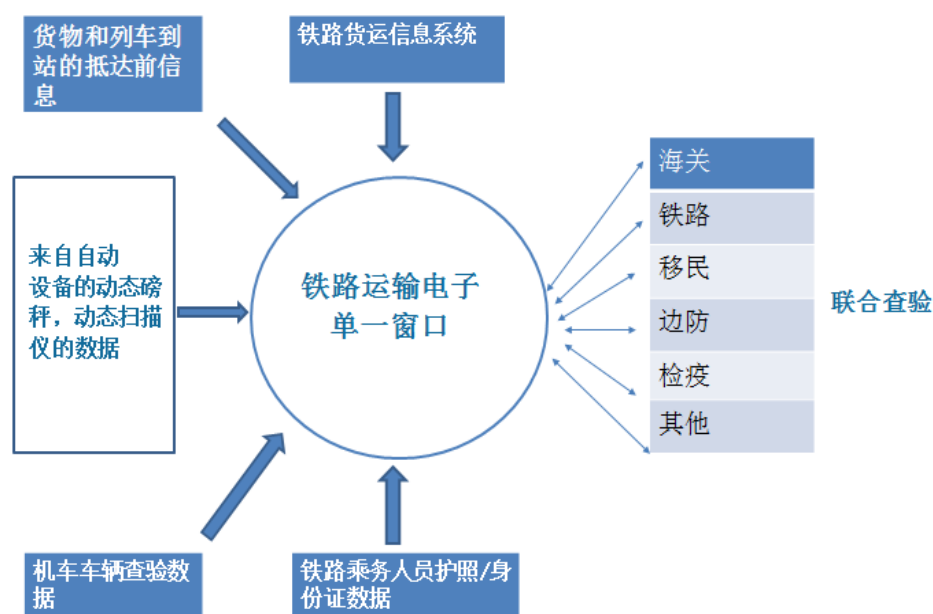 货物和列车到
站的抵达前信
息
铁路货运信息系统
来自自动
设备的动态磅
秤，动态扫描
仪的数据
铁路运输电子
单一窗口
海关
铁路
移民
边防
检疫
其他
联合查验
机车车辆查验数
据
铁路乘务人员护照/身
份证数据